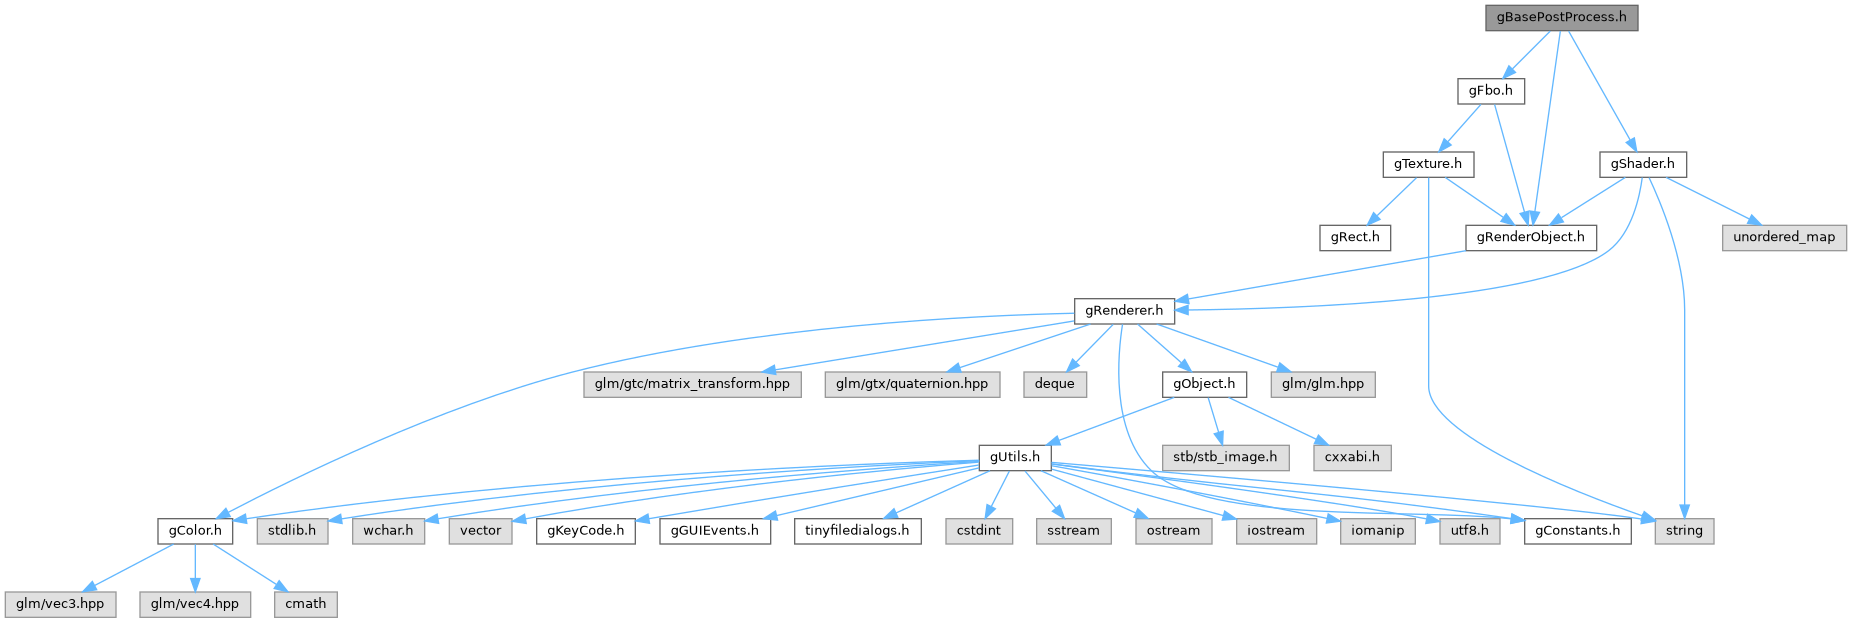 gBasePostProcess.h
gFbo.h
gTexture.h
gShader.h
gRect.h
gRenderObject.h
unordered_map
gRenderer.h
glm/gtc/matrix_transform.hpp
glm/gtx/quaternion.hpp
deque
gObject.h
glm/glm.hpp
gUtils.h
stb/stb_image.h
cxxabi.h
gColor.h
stdlib.h
wchar.h
vector
gKeyCode.h
gGUIEvents.h
tinyfiledialogs.h
cstdint
sstream
ostream
iostream
iomanip
utf8.h
gConstants.h
string
glm/vec3.hpp
glm/vec4.hpp
cmath